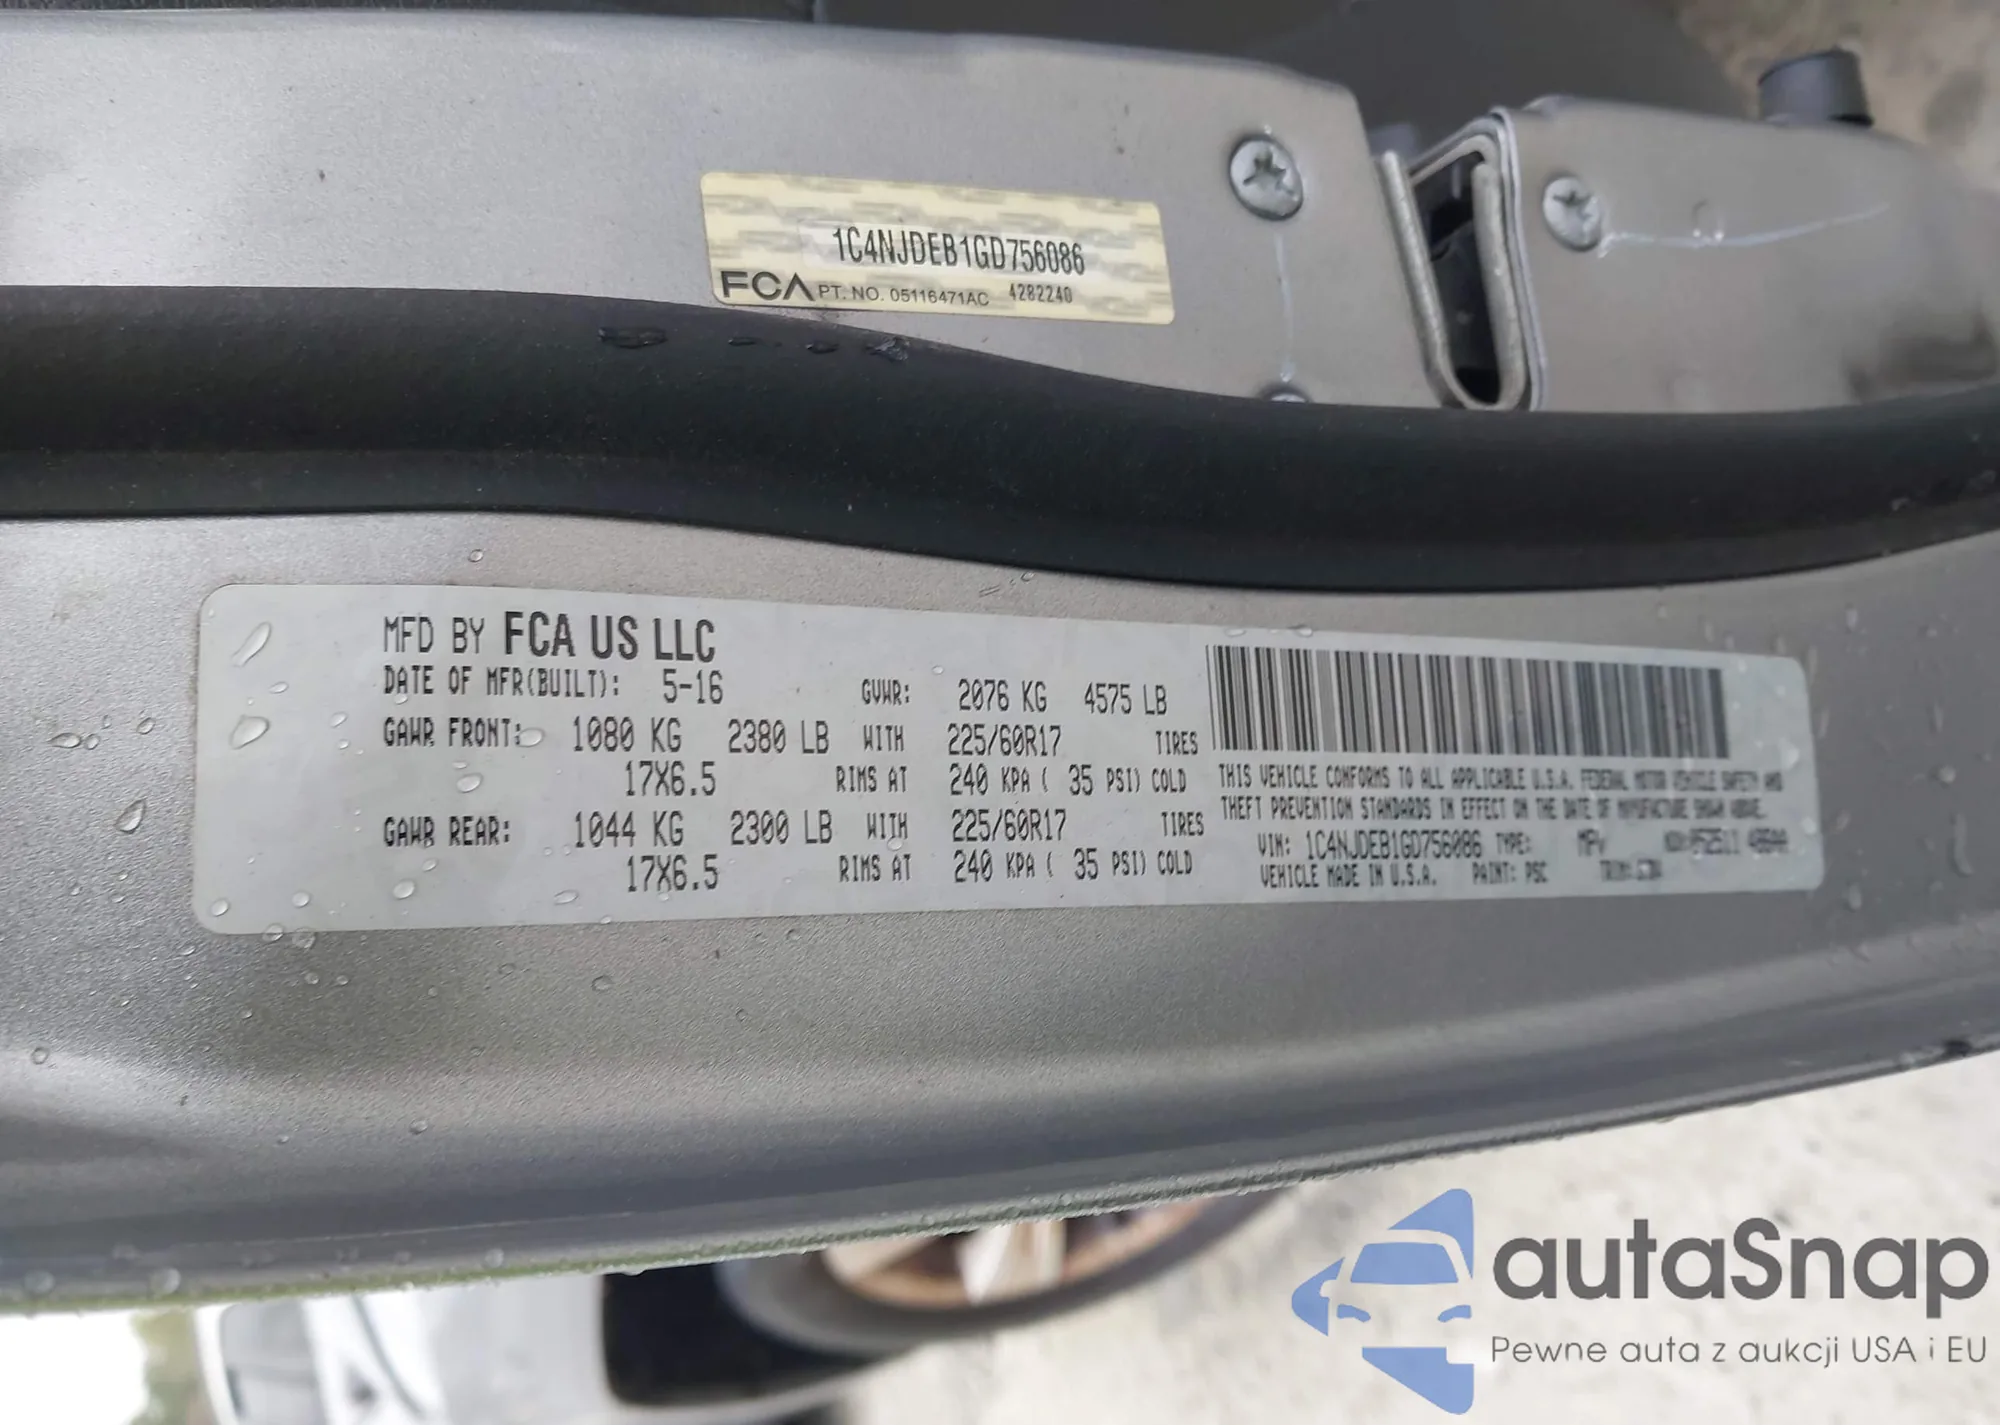 1C4NJDEB1GD756086
FCA PT. NO. 05116471AC 4282240
MFD BY FCA US LLC
DATE OF MFR(BUILT): 5-16 GVWR: 2076 KG 4575 LB
GAWR FRONT: 1080 KG 2380 LB WITH 225/60R17 TIRES
17X6.5 RIMS AT 240 KPA ( 35 PSI) COLD
GAWR REAR: 1044 KG 2300 LB WITH 225/60R17 TIRES
17X6.5 RIMS AT 240 KPA ( 35 PSI) COLD
THIS VEHICLE CONFORMS TO ALL APPLICABLE U.S.A. FEDERAL MOTOR VEHICLE SAFETY AND
THEFT PREVENTION STANDARDS IN EFFECT ON THE DATE OF MANUFACTURE SHOWN ABOVE.
VIN: 1C4NJDEB1GD756086 TYPE: MPV
VEHICLE MADE IN U.S.A. PAINT: PSC TRIM:
autaSnap
Pewne auta z aukcji USA i EU